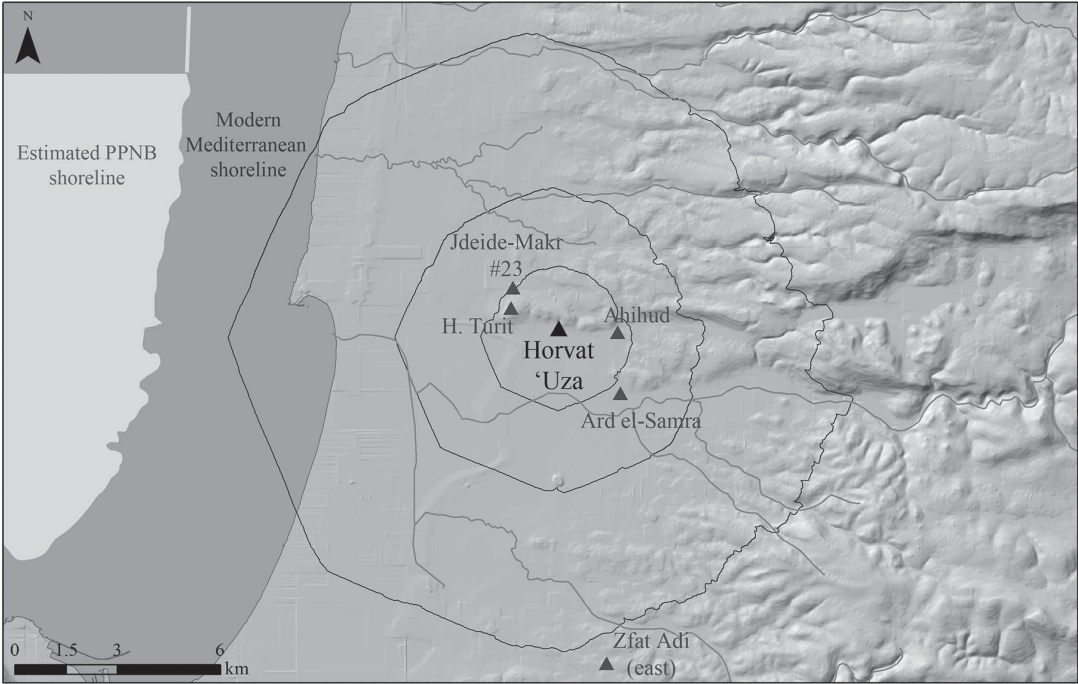 N
Estimated PPNB
shoreline
Modern
Mediterranean
shoreline
Jdeide-Makr
#23
H. Turit
Ahihud
Horvat
‘Uza
Ard el-Samra
Zfat Adi
(east)
0 1.5 3 6
km